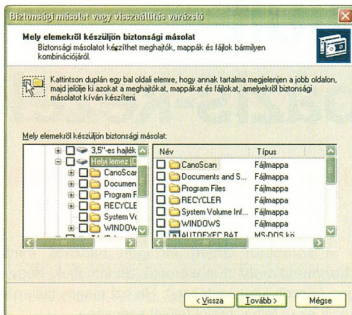 Biztonsági másolat vagy visszaállítás varázsló
Mely elemekről készüljön biztonsági másolat
Biztonsági másolatot készíthet meghajtók, mappák és fájlok bármilyen
kombinációjáról.
Kattintson duplán egy bal oldali elemre, hogy annak tartalma megjelenjen a jobb oldalon,
majd jelölje ki azokat a meghajtókat, mappákat és fájlokat, amelyekről biztonsági
másolatot kíván készíteni.
Mely elemekről készüljön biztonsági másolat:
3,5"-es hajlék
Helyi lemez (C
CanoScan
Documen
Program F
RECYCLER
System Vo
WINDOW
Név Típus
CanoScan Fájlmappa
Documents and S... Fájlmappa
Program Files Fájlmappa
RECYCLER Fájlmappa
System Volume Inf... Fájlmappa
WINDOWS Fájlmappa
AUTOEXEC.BAT MS-DOS kö
< Vissza Tovább > Mégse